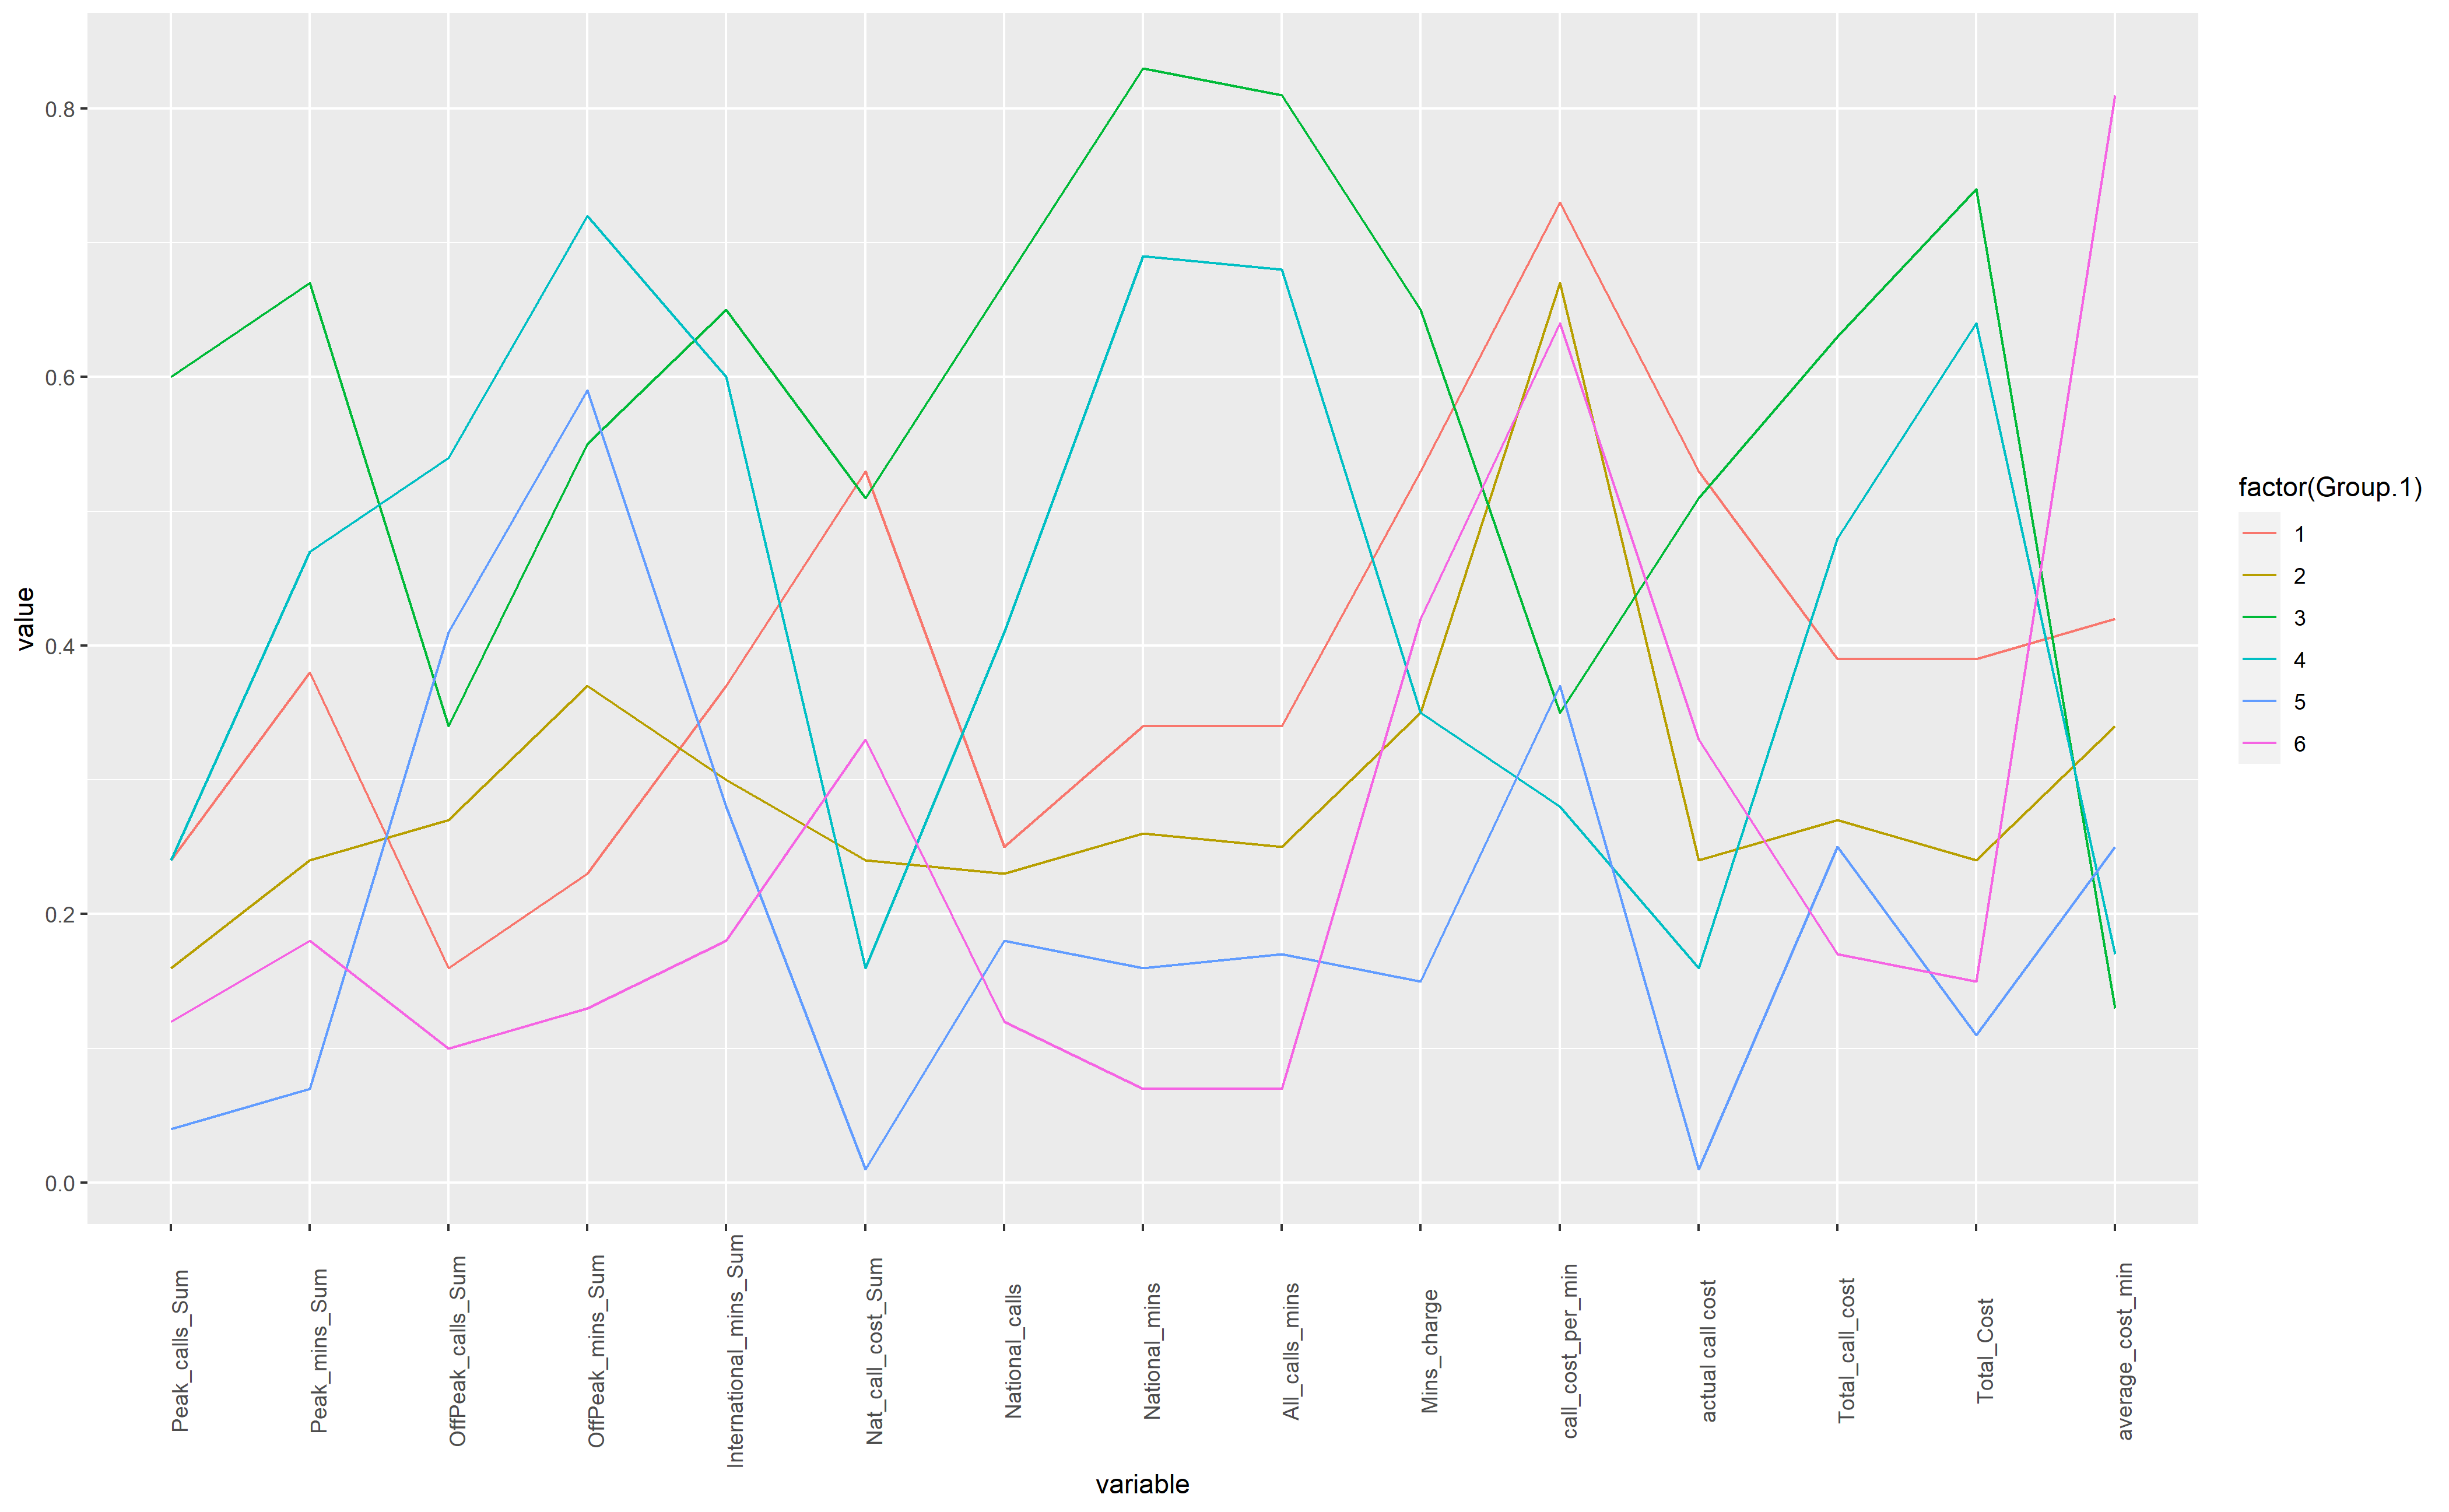 value
0.8
0.6
0.4
0.2
0.0
Peak_calls_Sum
Peak_mins_Sum
OffPeak_calls_Sum
OffPeak_mins_Sum
International_mins_Sum
Nat_call_cost_Sum
National_calls
National_mins
All_calls_mins
Mins_charge
call_cost_per_min
actual call cost
Total_call_cost
Total_Cost
average_cost_min
variable
factor(Group.1)
1
2
3
4
5
6